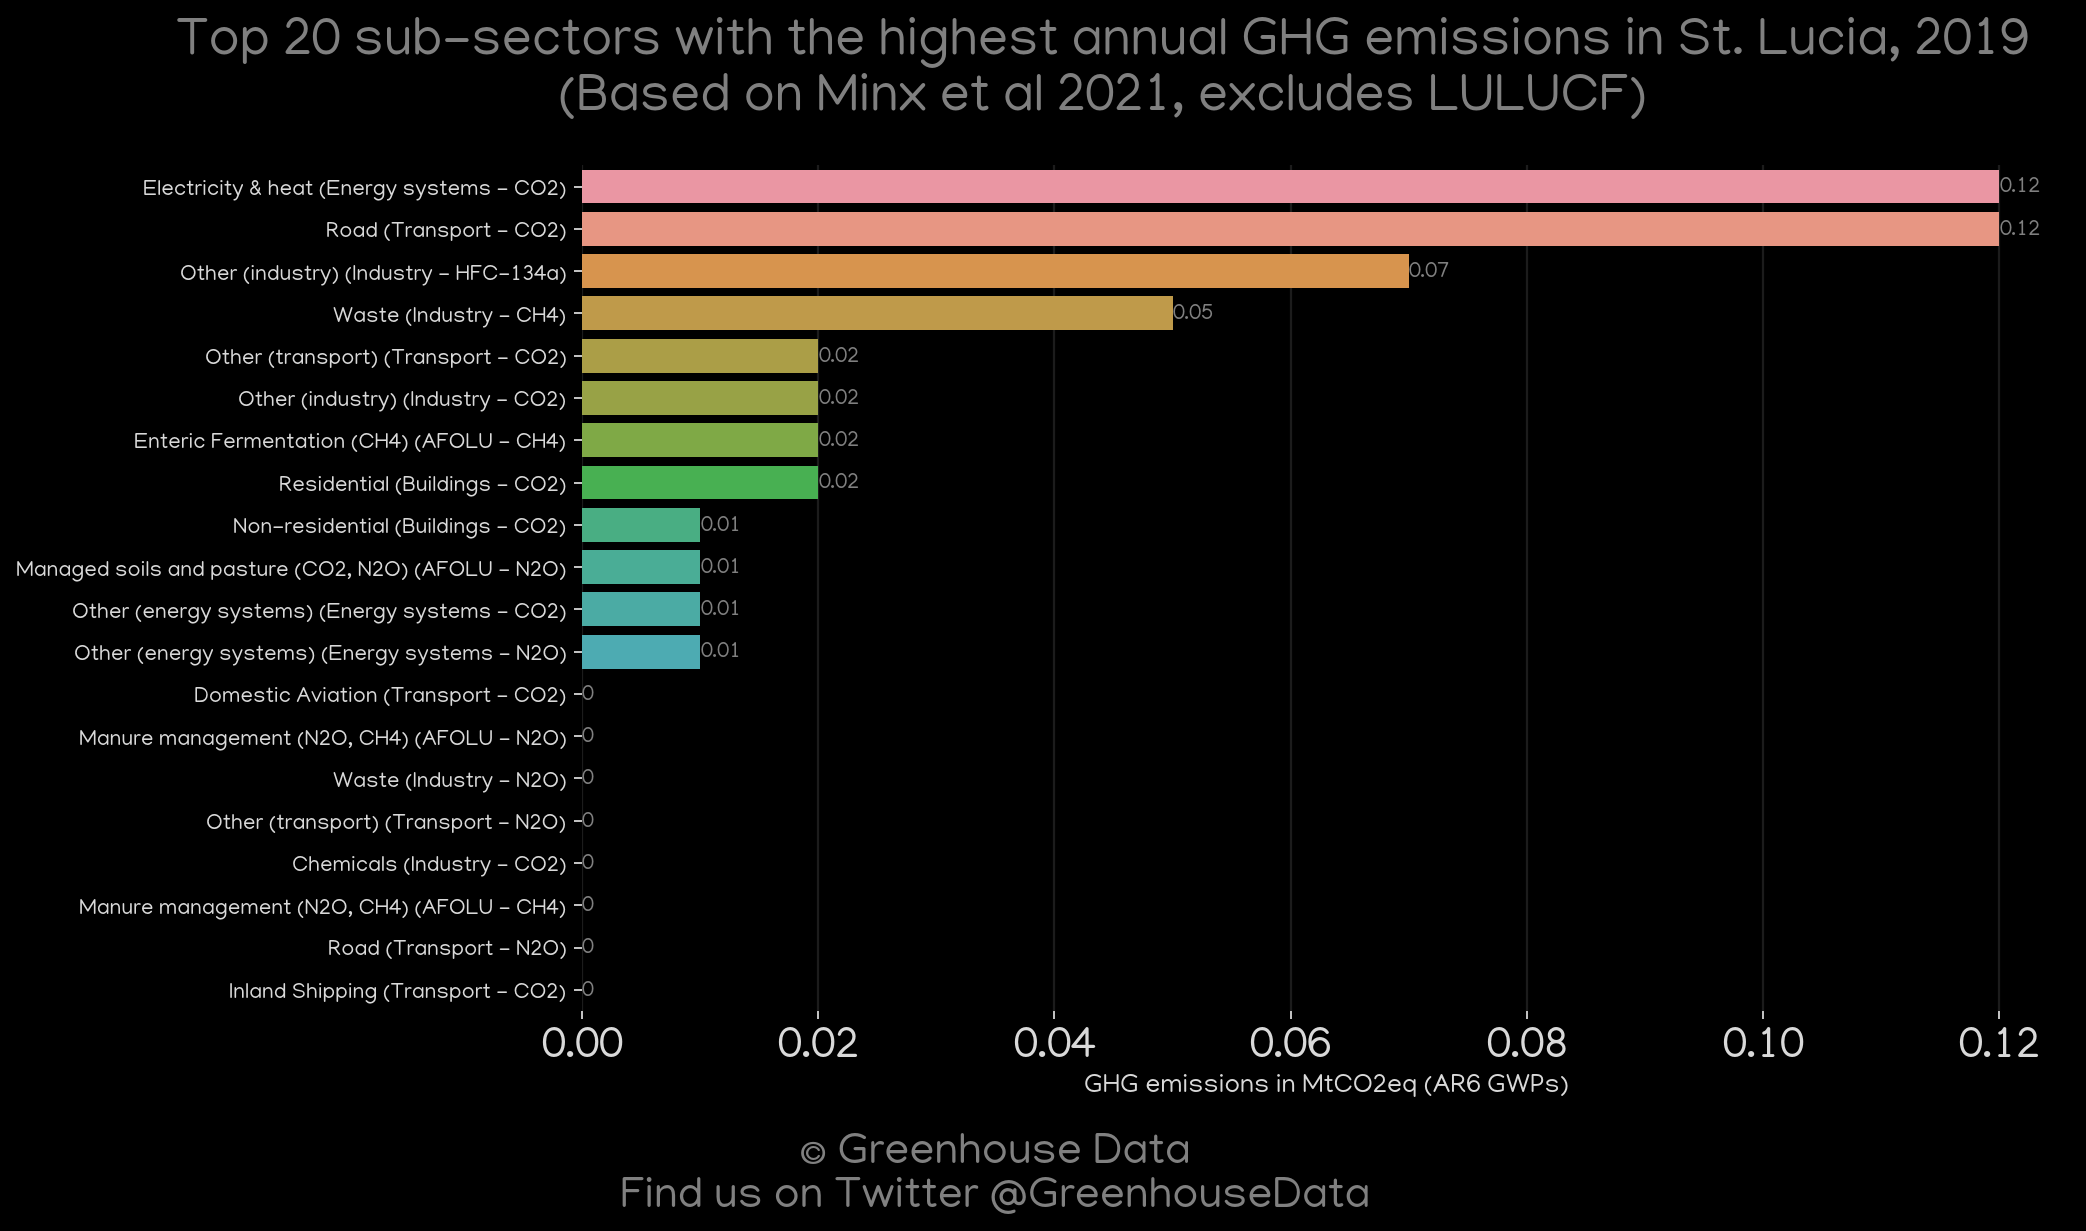 Top 20 sub-sectors with the highest annual GHG emissions in St. Lucia, 2019
(Based on Minx et al 2021, excludes LULUCF)
Electricity & heat (Energy systems - CO2) 0.12
Road (Transport - CO2) 0.12
Other (industry) (Industry - HFC-134a) 0.07
Waste (Industry - CH4) 0.05
Other (transport) (Transport - CO2) 0.02
Other (industry) (Industry - CO2) 0.02
Enteric Fermentation (CH4) (AFOLU - CH4) 0.02
Residential (Buildings - CO2) 0.02
Non-residential (Buildings - CO2) 0.01
Managed soils and pasture (CO2, N2O) (AFOLU - N2O) 0.01
Other (energy systems) (Energy systems - CO2) 0.01
Other (energy systems) (Energy systems - N2O) 0.01
Domestic Aviation (Transport - CO2) 0
Manure management (N2O, CH4) (AFOLU - N2O) 0
Waste (Industry - N2O) 0
Other (transport) (Transport - N2O) 0
Chemicals (Industry - CO2) 0
Manure management (N2O, CH4) (AFOLU - CH4) 0
Road (Transport - N2O) 0
Inland Shipping (Transport - CO2) 0
0.00 0.02 0.04 0.06 0.08 0.10 0.12
GHG emissions in MtCO2eq (AR6 GWPs)
© Greenhouse Data
Find us on Twitter @GreenhouseData